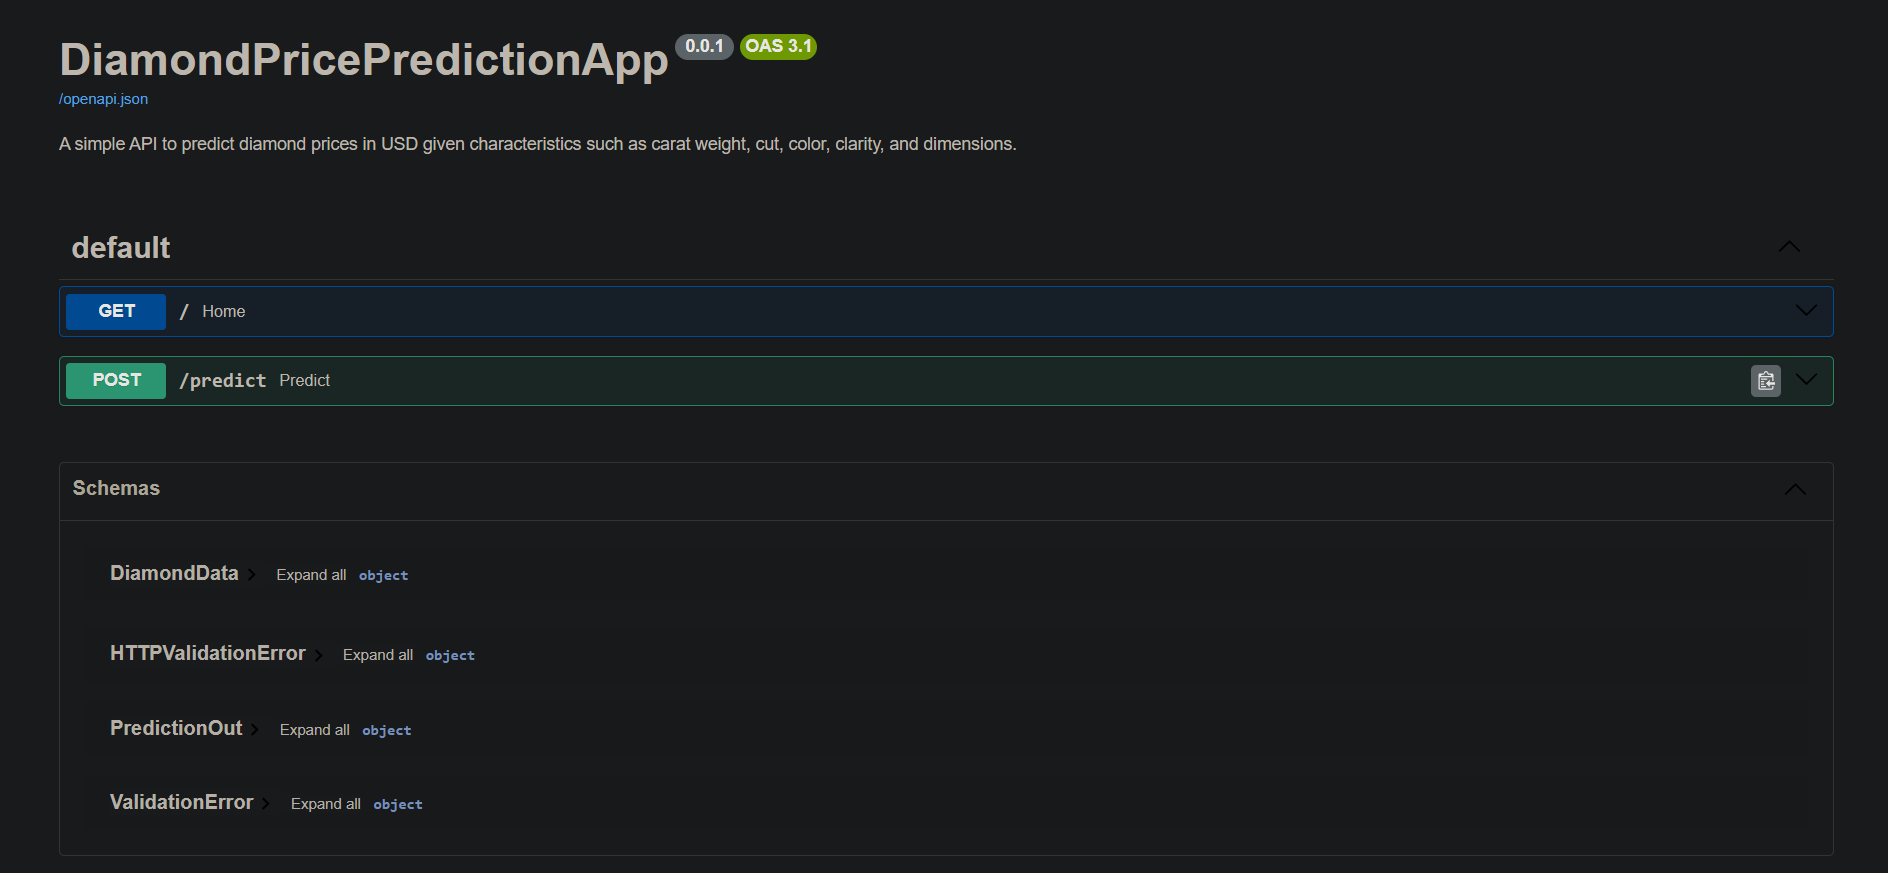 DiamondPricePredictionApp 0.0.1 OAS 3.1
/openapi.json
A simple API to predict diamond prices in USD given characteristics such as carat weight, cut, color, clarity, and dimensions.
default
GET / Home
POST /predict Predict
Schemas
DiamondData Expand all object
HTTPValidationError Expand all object
PredictionOut Expand all object
ValidationError Expand all object